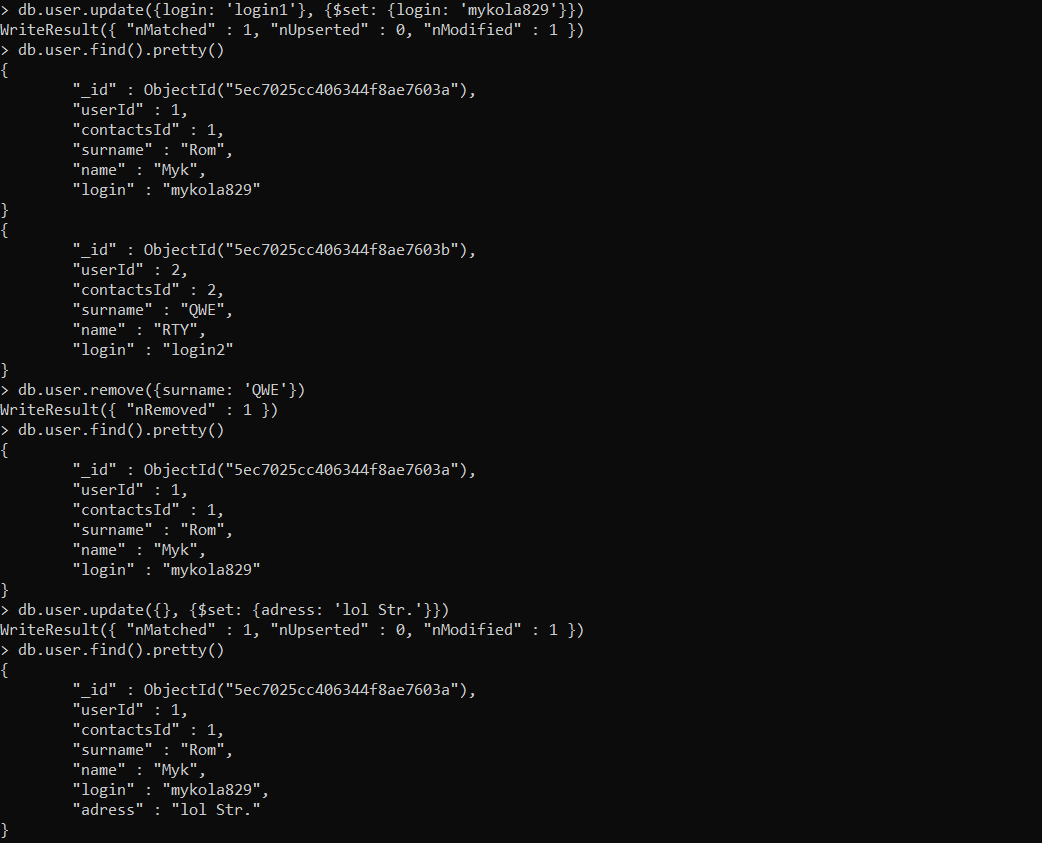 > db.user.update({login: 'login1'}, {$set: {login: 'mykola829'}})
WriteResult({ "nMatched" : 1, "nUpserted" : 0, "nModified" : 1 })
> db.user.find().pretty()
{
        "_id" : ObjectId("5ec7025cc406344f8ae7603a"),
        "userId" : 1,
        "contactsId" : 1,
        "surname" : "Rom",
        "name" : "Myk",
        "login" : "mykola829"
}
{
        "_id" : ObjectId("5ec7025cc406344f8ae7603b"),
        "userId" : 2,
        "contactsId" : 2,
        "surname" : "QWE",
        "name" : "RTY",
        "login" : "login2"
}
> db.user.remove({surname: 'QWE'})
WriteResult({ "nRemoved" : 1 })
> db.user.find().pretty()
{
        "_id" : ObjectId("5ec7025cc406344f8ae7603a"),
        "userId" : 1,
        "contactsId" : 1,
        "surname" : "Rom",
        "name" : "Myk",
        "login" : "mykola829"
}
> db.user.update({}, {$set: {adress: 'lol Str.'}})
WriteResult({ "nMatched" : 1, "nUpserted" : 0, "nModified" : 1 })
> db.user.find().pretty()
{
        "_id" : ObjectId("5ec7025cc406344f8ae7603a"),
        "userId" : 1,
        "contactsId" : 1,
        "surname" : "Rom",
        "name" : "Myk",
        "login" : "mykola829",
        "adress" : "lol Str."
}